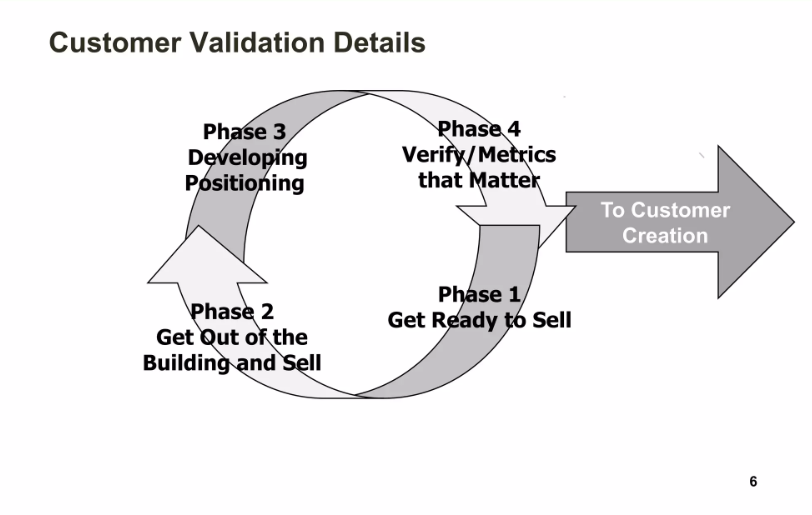 Customer Validation Details
Phase 3
Developing
Positioning
Phase 4
Verify/Metrics
that Matter
To Customer
Creation
Phase 2
Get Out of the
Building and Sell
Phase 1
Get Ready to Sell
6